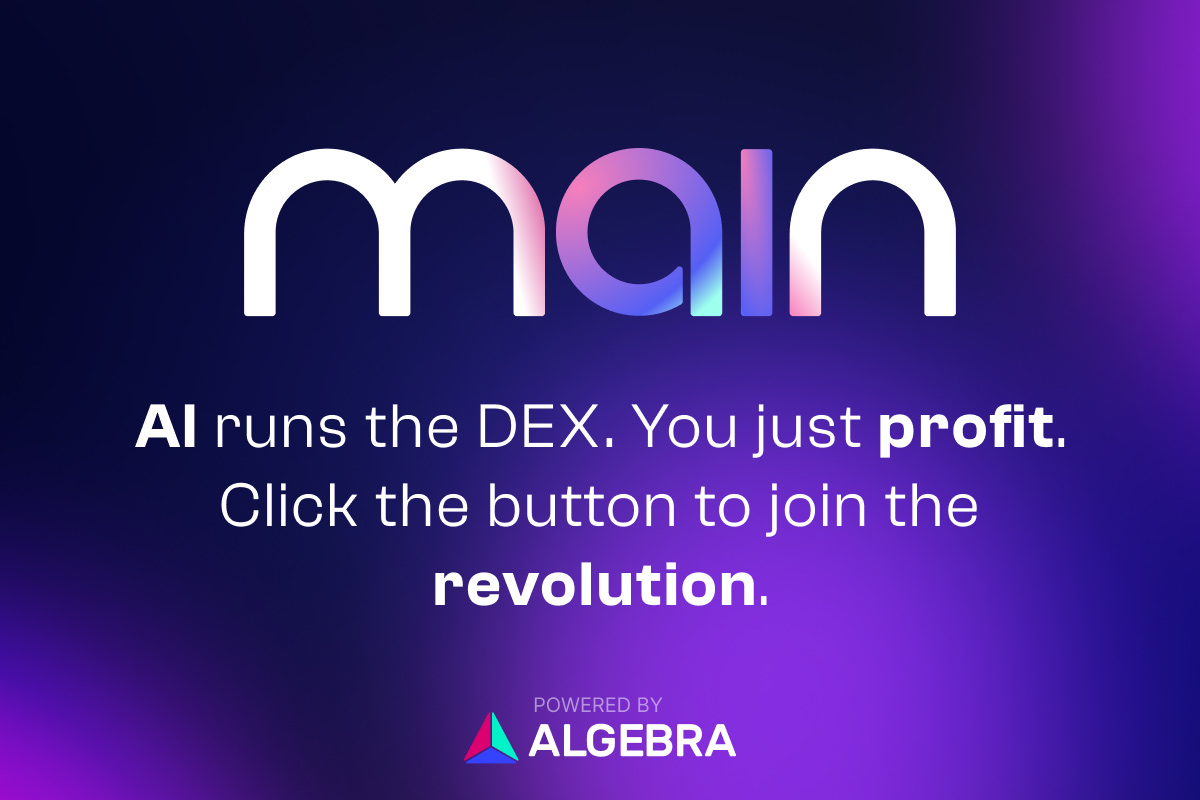 main
AI runs the DEX. You just profit.
Click the button to join the
revolution.
POWERED BY
ALGEBRA